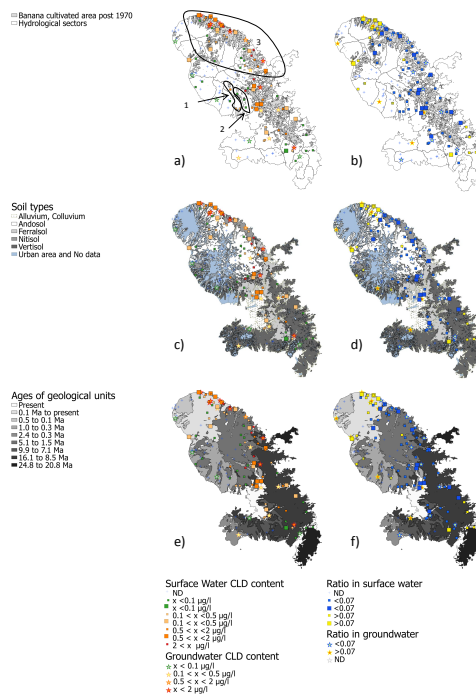 Banana cultivated area post 1970
Hydrological sectors
3
1
2
a)
b)
Soil types
Alluvium, Colluvium
Andosol
Ferralsol
Nitisol
Vertisol
Urban area and No data
c)
d)
Ages of geological units
Present
0.1 Ma to present
0.5 to 0.1 Ma
1.0 to 0.3 Ma
2.4 to 0.3 Ma
5.1 to 1.5 Ma
9.9 to 7.1 Ma
16.1 to 8.5 Ma
24.8 to 20.8 Ma
e)
f)
Surface Water CLD content
ND
x <0.1 µg/l
x <0.1 µg/l
0.1 < x <0.5 µg/l
0.1 < x <0.5 µg/l
0.5 < x <2 µg/l
0.5 < x <2 µg/l
2 < x µg/l
Groundwater CLD content
x < 0.1 µg/l
0.1 < x < 0.5 µg/l
0.5 < x < 2 µg/l
x < 2 µg/l
Ratio in surface water
ND
<0.07
<0.07
>0.07
>0.07
Ratio in groundwater
<0.07
>0.07
ND